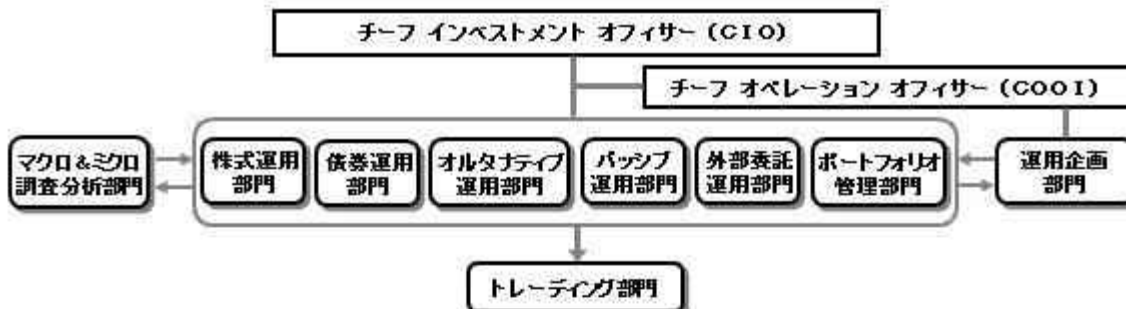 チーフ インベストメント オフィサー (CIO)
チーフ オペレーション オフィサー (COOI)
マクロ&ミクロ
調査分析部門
株式運用
部門
債券運用
部門
オルタナティブ
運用部門
パッシブ
運用部門
外部委託
運用部門
ポートフォリオ
管理部門
運用企画
部門
トレーディング部門